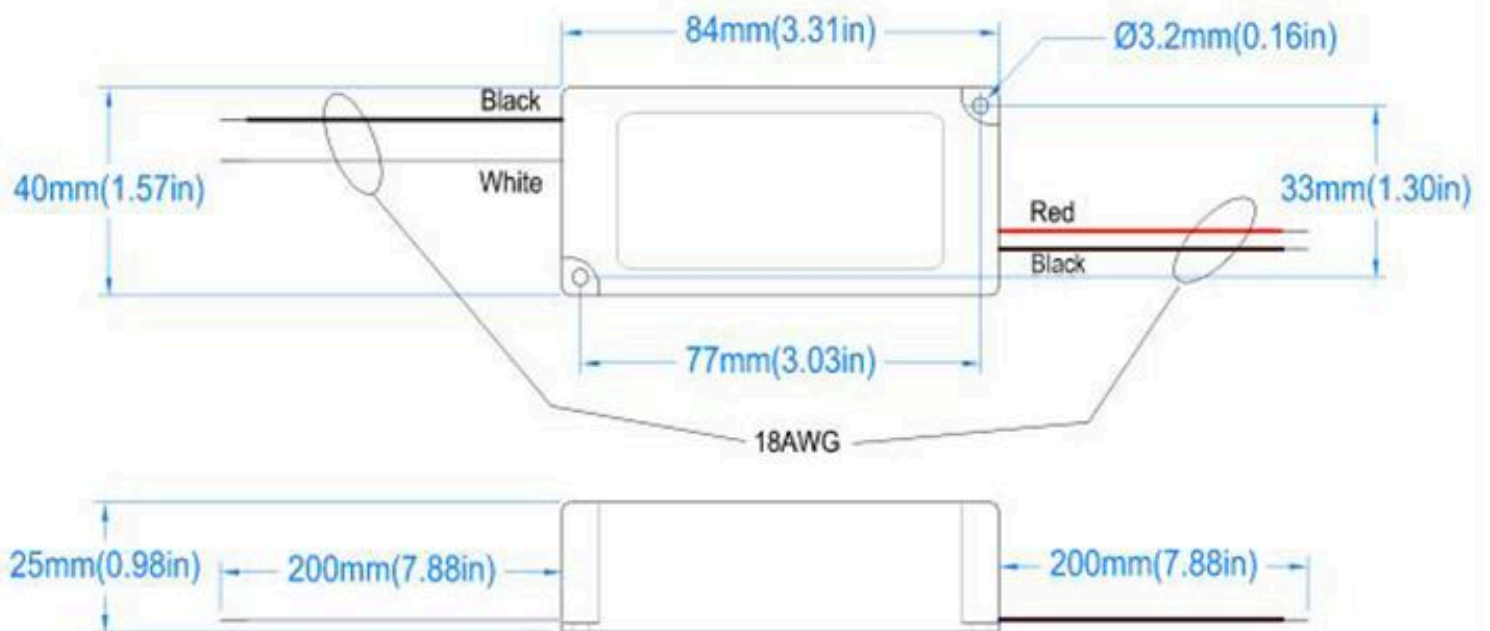 84mm(3.31in)
Ø3.2mm(0.16in)
Black
White
40mm(1.57in)
33mm(1.30in)
Red
Black
77mm(3.03in)
18AWG
25mm(0.98in)
200mm(7.88in)
200mm(7.88in)